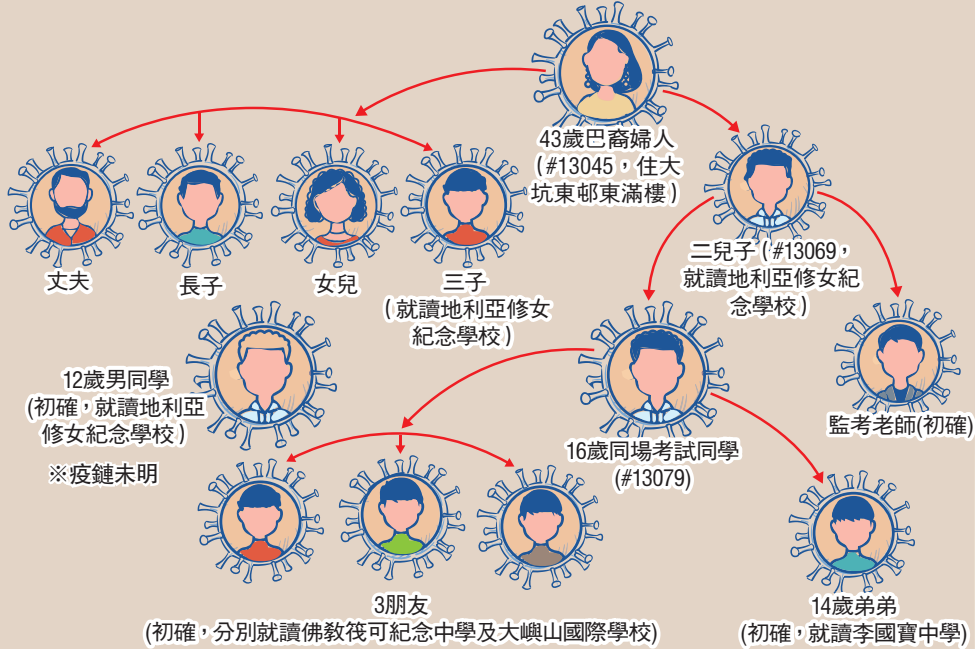 43歲巴裔婦人
(#13045，住大
坑東邨東滿樓)
丈夫
長子
女兒
三子
(就讀地利亞修女
紀念學校)
二兒子(#13069，
就讀地利亞修女紀
念學校)
12歲男同學
(初確，就讀地利亞
修女紀念學校)
※疫鏈未明
16歲同場考試同學
(#13079)
監考老師(初確)
3朋友
(初確，分別就讀佛敎筏可紀念中學及大嶼山國際學校)
14歲弟弟
(初確，就讀李國寶中學)